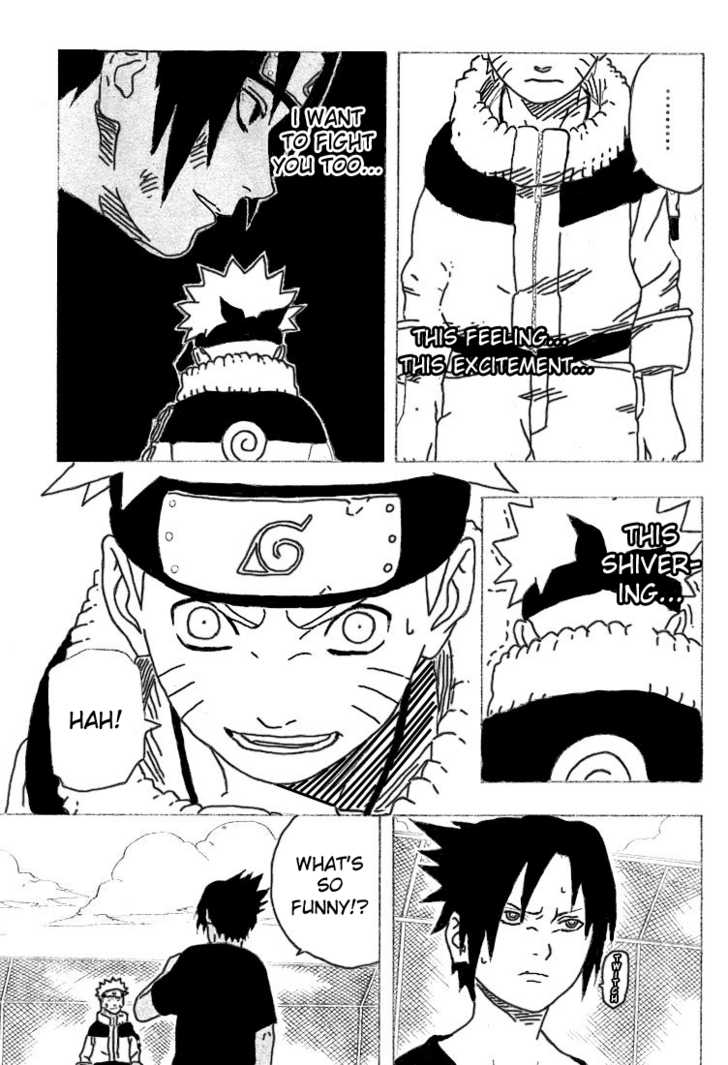 ..........
THIS FEELING...
THIS EXCITEMENT...
I WANT
TO FIGHT
YOU TOO...
THIS
SHIVER-
ING...
HAH!
TWITCH
WHAT'S
SO
FUNNY!?